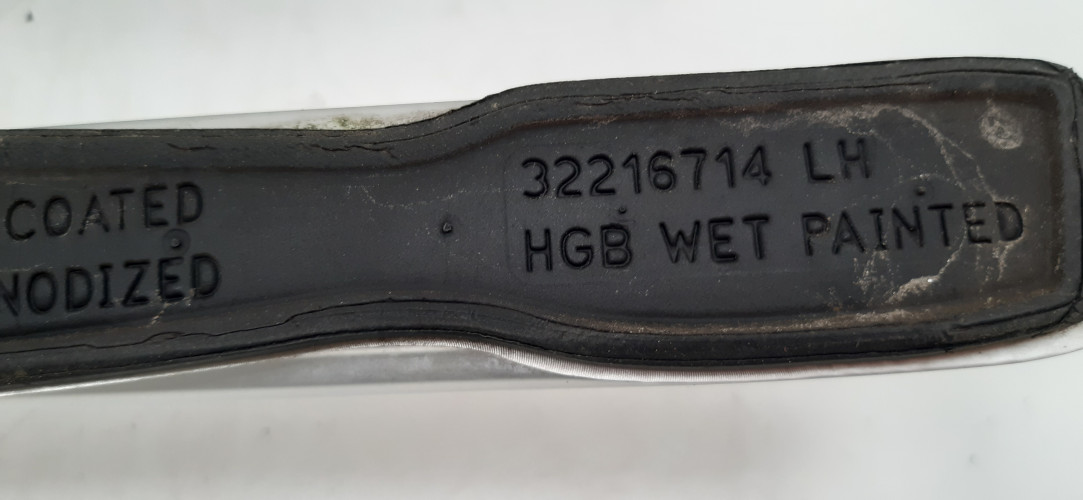 COATED
NODIZED
32216714 LH
HGB WET PAINTED